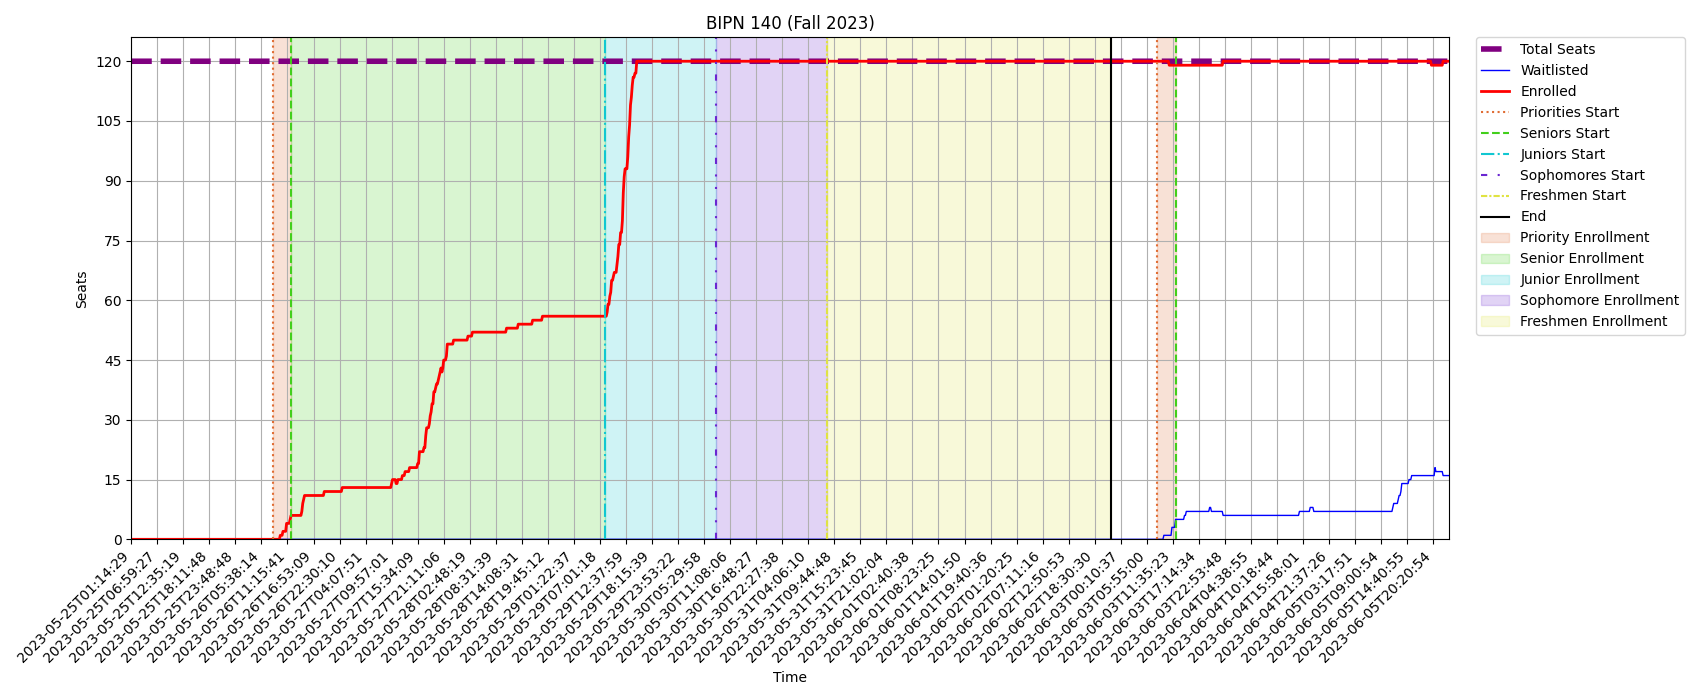 BIPN 140 (Fall 2023)
Total Seats
Waitlisted
Enrolled
Priorities Start
Seniors Start
Juniors Start
Sophomores Start
Freshmen Start
End
Priority Enrollment
Senior Enrollment
Junior Enrollment
Sophomore Enrollment
Freshmen Enrollment
Seats
120
105
90
75
60
45
30
15
0
2023-05-25T01:14:29
2023-05-25T06:59:27
2023-05-25T12:35:19
2023-05-25T18:11:48
2023-05-25T23:48:48
2023-05-26T05:38:14
2023-05-26T11:15:41
2023-05-26T16:53:09
2023-05-26T22:30:10
2023-05-27T04:07:51
2023-05-27T09:57:01
2023-05-27T15:34:09
2023-05-27T21:11:06
2023-05-28T02:48:19
2023-05-28T08:31:39
2023-05-28T14:08:31
2023-05-28T19:45:12
2023-05-29T01:22:37
2023-05-29T07:01:18
2023-05-29T12:37:59
2023-05-29T18:15:39
2023-05-29T23:53:22
2023-05-30T05:29:58
2023-05-30T11:08:06
2023-05-30T16:48:27
2023-05-30T22:27:38
2023-05-31T04:06:10
2023-05-31T09:44:48
2023-05-31T15:23:45
2023-05-31T21:02:04
2023-06-01T02:40:38
2023-06-01T08:23:25
2023-06-01T14:01:50
2023-06-01T19:40:36
2023-06-02T01:20:25
2023-06-02T07:11:16
2023-06-02T12:50:53
2023-06-02T18:30:30
2023-06-03T00:10:37
2023-06-03T05:55:00
2023-06-03T11:35:23
2023-06-03T17:14:34
2023-06-03T22:53:48
2023-06-04T04:38:55
2023-06-04T10:18:44
2023-06-04T15:58:01
2023-06-04T21:37:26
2023-06-05T03:17:51
2023-06-05T09:00:54
2023-06-05T14:40:55
2023-06-05T20:20:54
Time